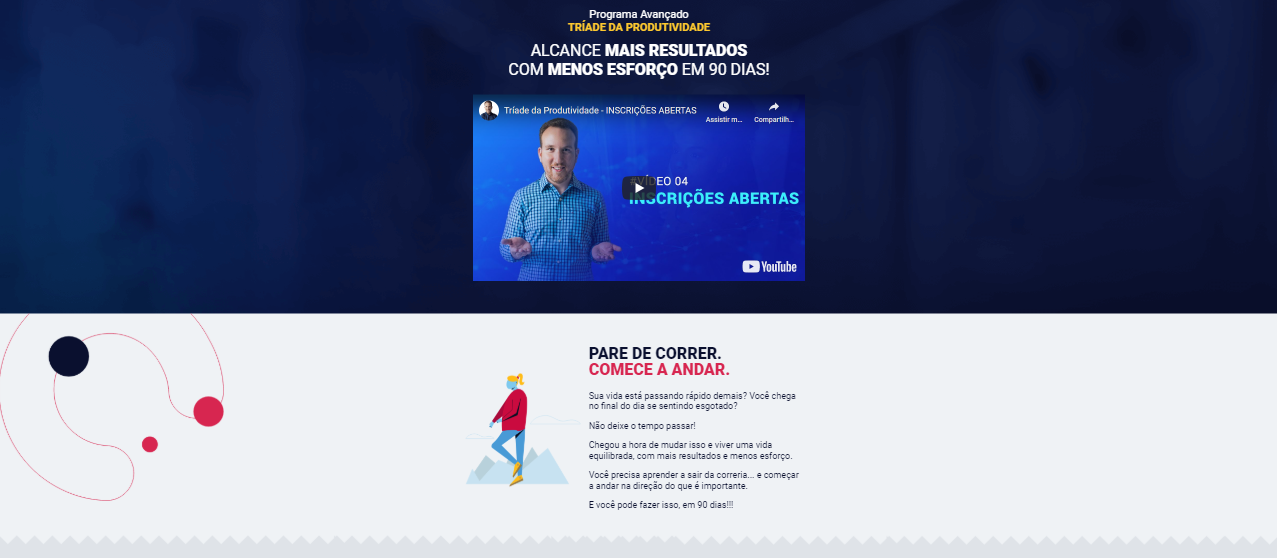 Programa Avançado
TRÍADE DA PRODUTIVIDADE
ALCANCE MAIS RESULTADOS
COM MENOS ESFORÇO EM 90 DIAS!
Tríade da Produtividade - INSCRIÇÕES ABERTAS
Assistir m...
Compartilh...
#VÍDEO 04
INSCRIÇÕES ABERTAS
YouTube
PARE DE CORRER.
COMECE A ANDAR.
Sua vida está passando rápido demais? Você chega
no final do dia se sentindo esgotado?
Não deixe o tempo passar!
Chegou a hora de mudar isso e viver uma vida
equilibrada, com mais resultados e menos esforço.
Você precisa aprender a sair da correria... e começar
a andar na direção do que é importante.
E você pode fazer isso, em 90 dias!!!